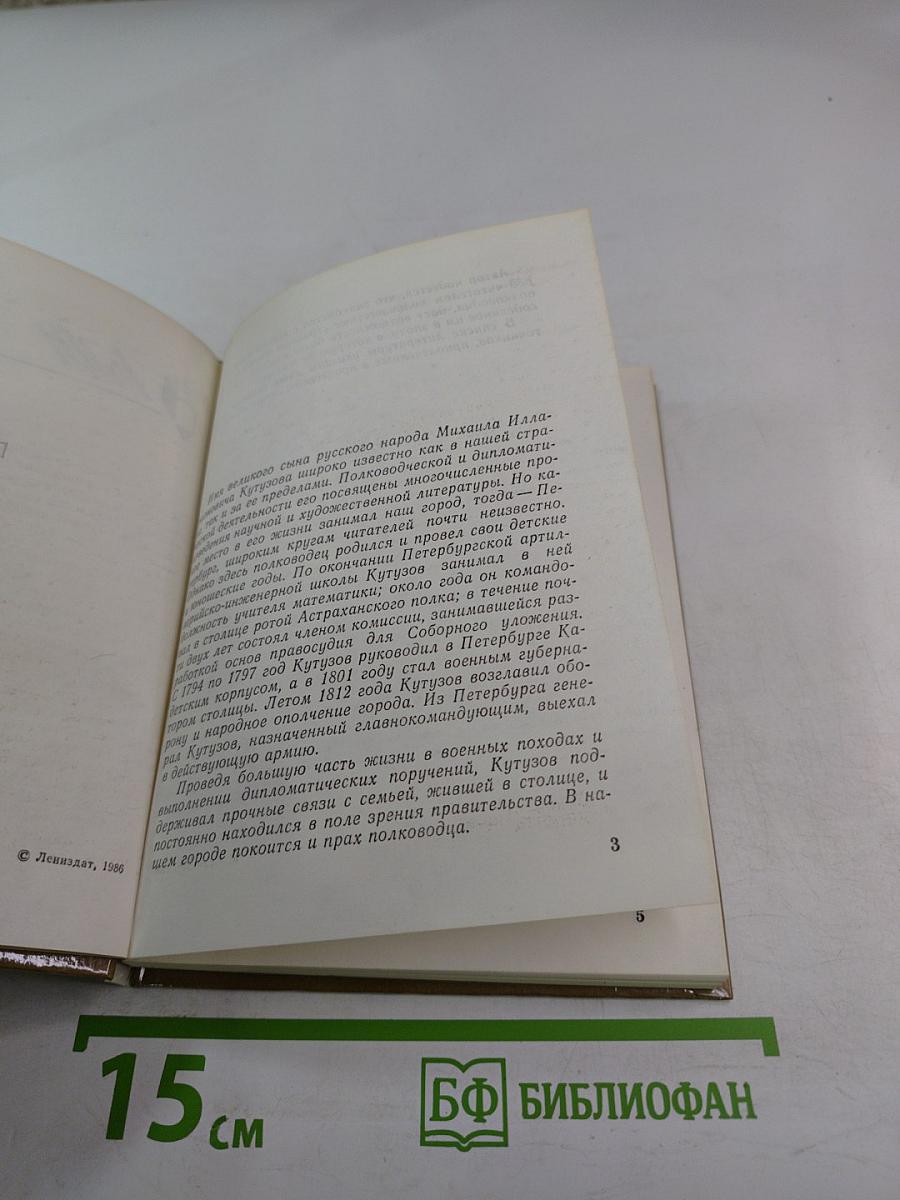 © Лениздат, 1986
Имя великого сына русского народа Михаила Илла-
Кутузова широко известно как в нашей стра-
так и за ее пределами. Полководческой и дипломати-
деятельности его посвящены многочисленные про-
научной и художественной литературы. Но ка-
место в его жизни занимал наш город, тогда — Пе-
широким кругам читателей почти неизвестно.
здесь полководец родился и провел свои детские
юношеские годы. По окончании Петербургской артил-
инженерной школы Кутузов занимал в ней
должность учителя математики; около года он командо-
вал в столице ротой Астраханского полка; в течение поч-
ти двух лет состоял членом комиссии, занимавшейся раз-
работкой основ правосудия для Соборного уложения.
С 1794 по 1797 год Кутузов руководил в Петербурге Ка-
детским корпусом, а в 1801 году стал военным губерна-
тором столицы. Летом 1812 года Кутузов возглавил обо-
рону и народное ополчение города. Из Петербурга гене-
рал Кутузов, назначенный главнокомандующим, выехал
в действующую армию.
Проведя большую часть жизни в военных походах и
выполнении дипломатических поручений, Кутузов под-
держивал прочные связи с семьей, жившей в столице, и
постоянно находился в поле зрения правительства. В на-
шем городе покоится и прах полководца.
3
5
15 см
БФ БИБЛИОФАН